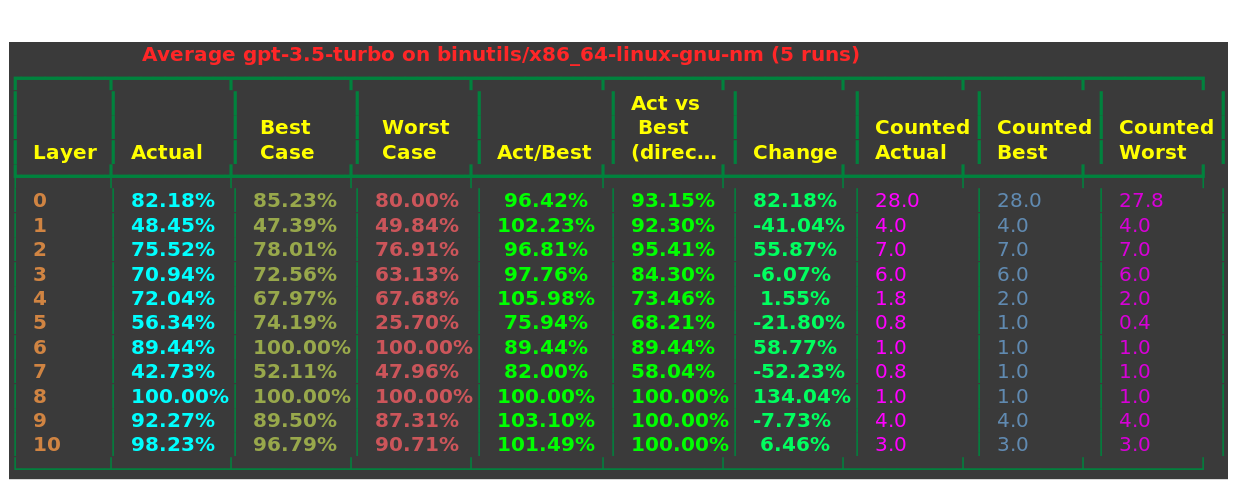 Average gpt-3.5-turbo on binutils/x86_64-linux-gnu-nm (5 runs)
Act vs
Best Worst Best Counted Counted Counted
Layer Actual Case Case Act/Best (direc… Change Actual Best Worst
0 82.18% 85.23% 80.00% 96.42% 93.15% 82.18% 28.0 28.0 27.8
1 48.45% 47.39% 49.84% 102.23% 92.30% -41.04% 4.0 4.0 4.0
2 75.52% 78.01% 76.91% 96.81% 95.41% 55.87% 7.0 7.0 7.0
3 70.94% 72.56% 63.13% 97.76% 84.30% -6.07% 6.0 6.0 6.0
4 72.04% 67.97% 67.68% 105.98% 73.46% 1.55% 1.8 2.0 2.0
5 56.34% 74.19% 25.70% 75.94% 68.21% -21.80% 0.8 1.0 0.4
6 89.44% 100.00% 100.00% 89.44% 89.44% 58.77% 1.0 1.0 1.0
7 42.73% 52.11% 47.96% 82.00% 58.04% -52.23% 0.8 1.0 1.0
8 100.00% 100.00% 100.00% 100.00% 100.00% 134.04% 1.0 1.0 1.0
9 92.27% 89.50% 87.31% 103.10% 100.00% -7.73% 4.0 4.0 4.0
10 98.23% 96.79% 90.71% 101.49% 100.00% 6.46% 3.0 3.0 3.0